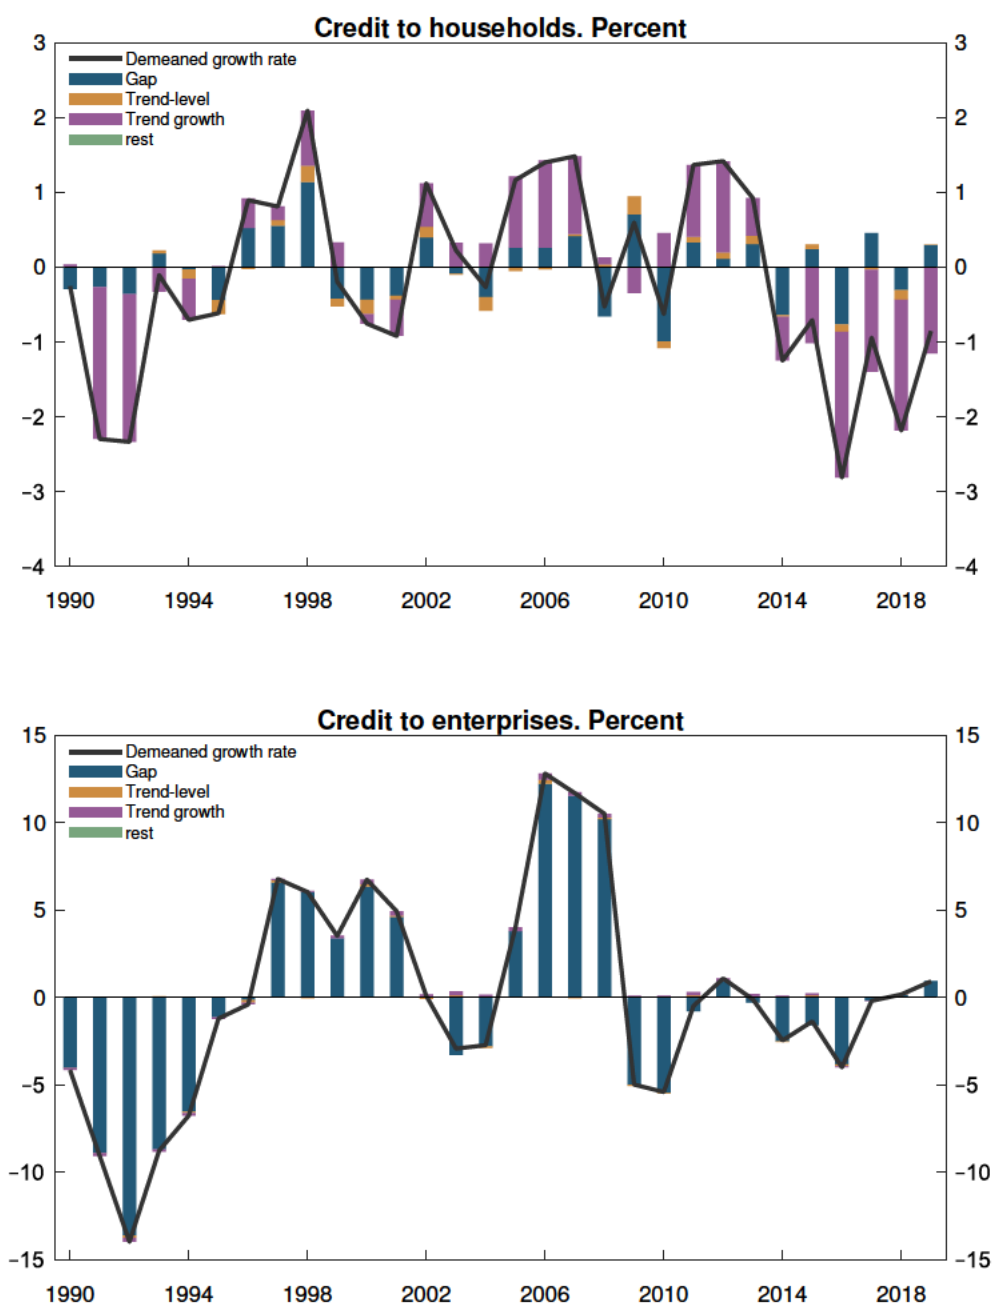 Credit to households. Percent
3 3
Demeaned growth rate
Gap
Trend-level
Trend growth
rest
2 2
1 1
0 0
−1 −1
−2 −2
−3 −3
−4 −4
1990 1994 1998 2002 2006 2010 2014 2018
Credit to enterprises. Percent
15 15
Demeaned growth rate
Gap
Trend-level
Trend growth
rest
10 10
5 5
0 0
−5 −5
−10 −10
−15 −15
1990 1994 1998 2002 2006 2010 2014 2018